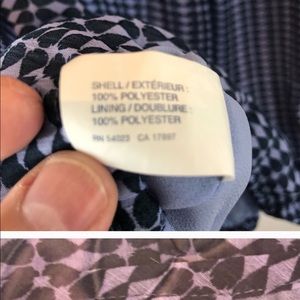 SHELL / EXTÉRIEUR :
100% POLYESTER
LINING / DOUBLURE :
100% POLYESTER
RN 54023 CA 17897